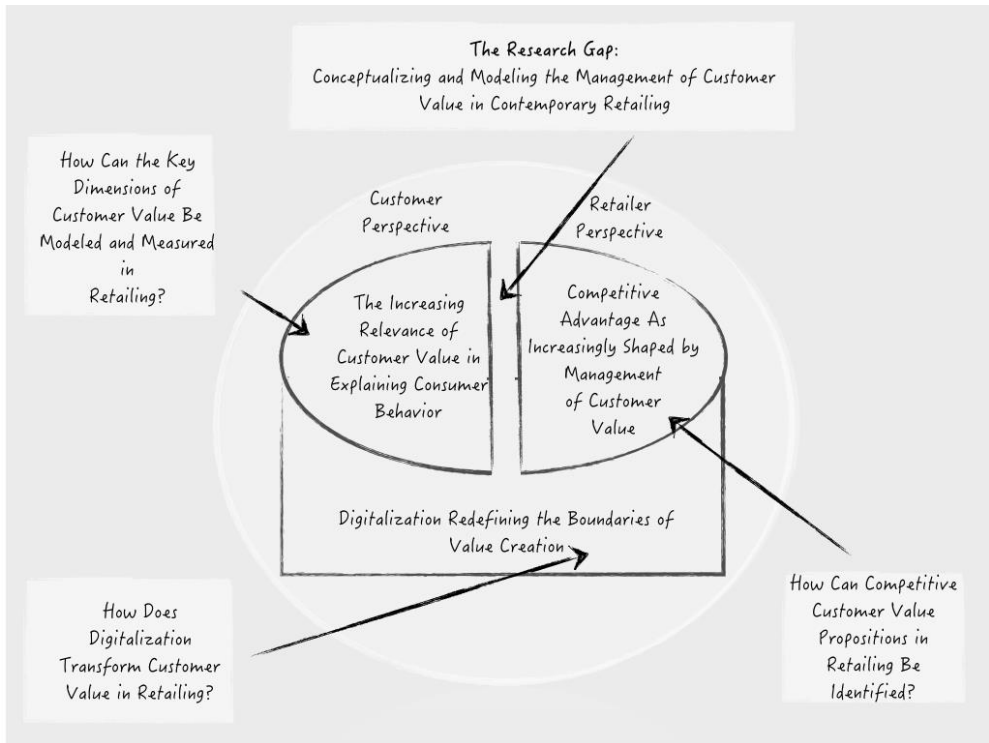 The Research Gap:
Conceptualizing and Modeling the Management of Customer
Value in Contemporary Retailing
How Can the Key
Dimensions of
Customer Value Be
Modeled and Measured
in
Retailing?
Customer
Perspective
Retailer
Perspective
The Increasing
Relevance of
Customer Value in
Explaining Consumer
Behavior
Competitive
Advantage As
Increasingly Shaped by
Management
of Customer
Value
Digitalization Redefining the Boundaries of
Value Creation
How Does
Digitalization
Transform Customer
Value in Retailing?
How Can Competitive
Customer Value
Propositions in
Retailing Be
Identified?